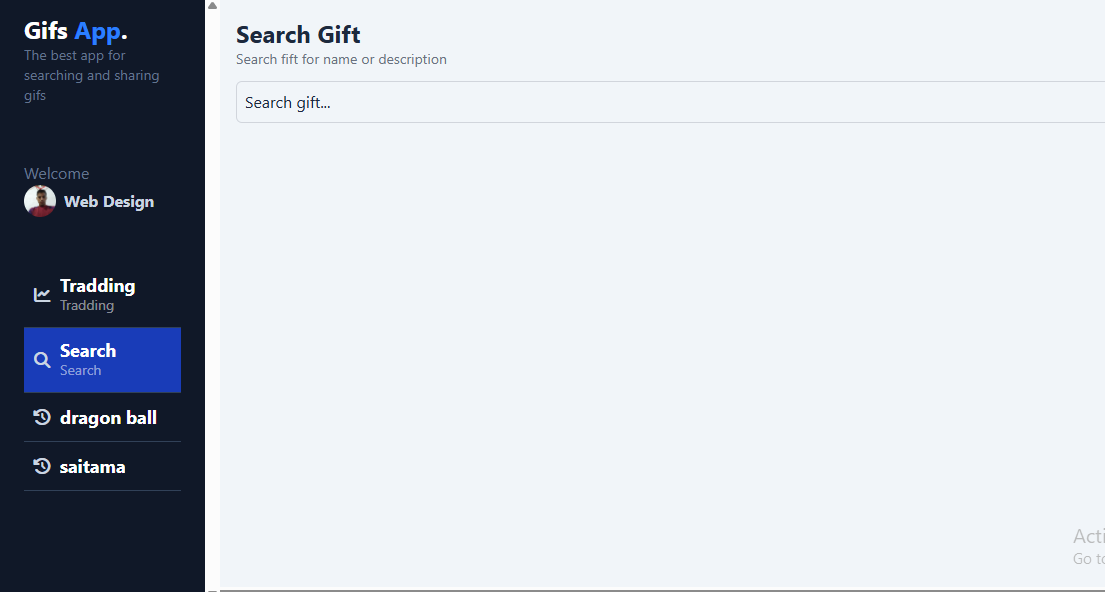 Gifs App.
The best app for
searching and sharing
gifs
Welcome
Web Design
Tradding
Tradding
Search
Search
dragon ball
saitama
Search Gift
Search fift for name or description
Search gift...
Acti
Go to